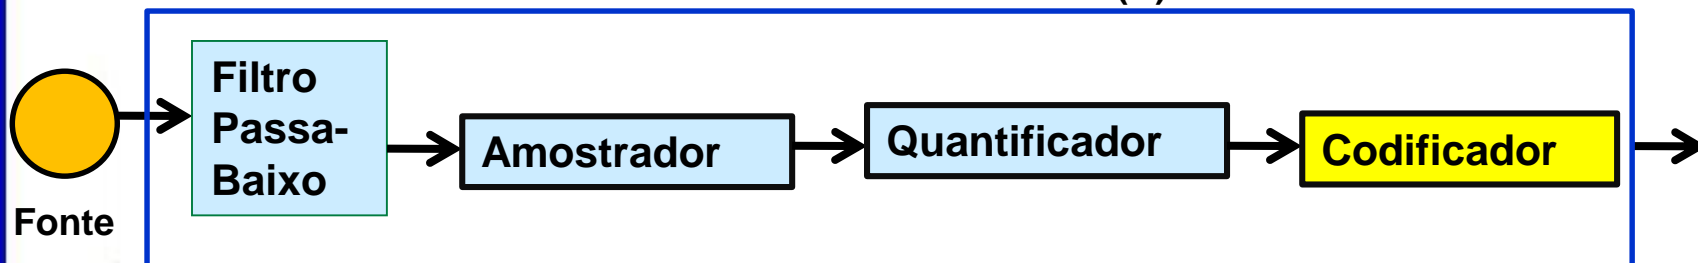 Filtro
Passa-
Baixo
Amostrador
Quantificador
Codificador
Fonte